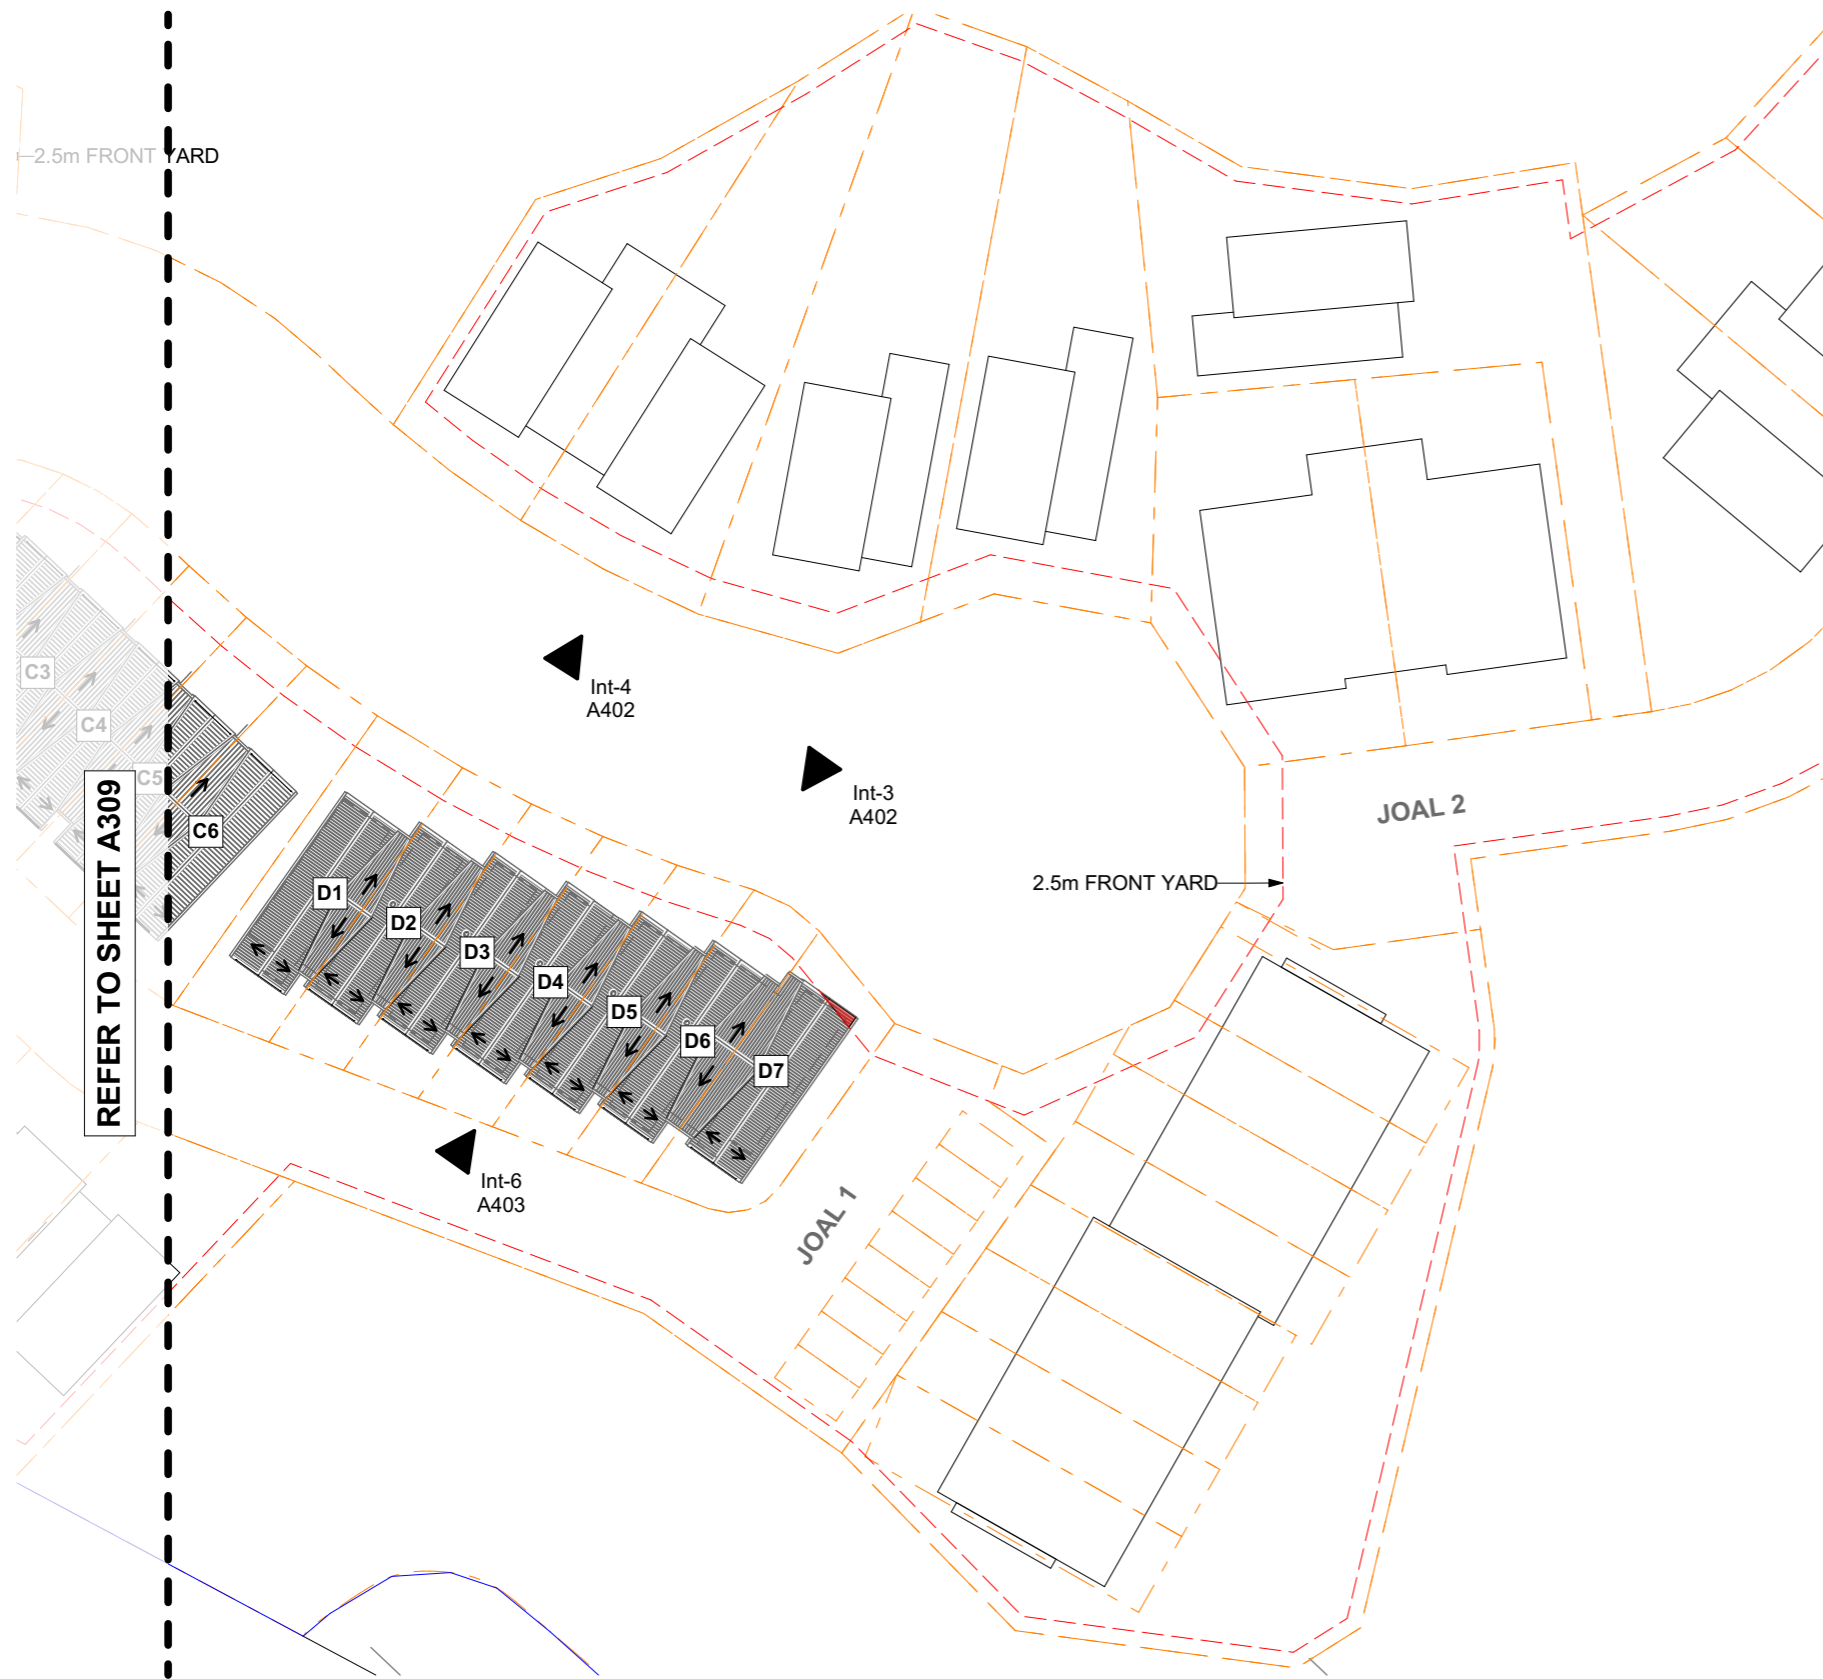 2.5m FRONT YARD
Int-4
A402
C3
C4
C5
C6
Int-3
A402
JOAL 2
2.5m FRONT YARD
REFER TO SHEET A309
D1
D2
D3
D4
D5
D6
D7
Int-6
A403
JOAL 1